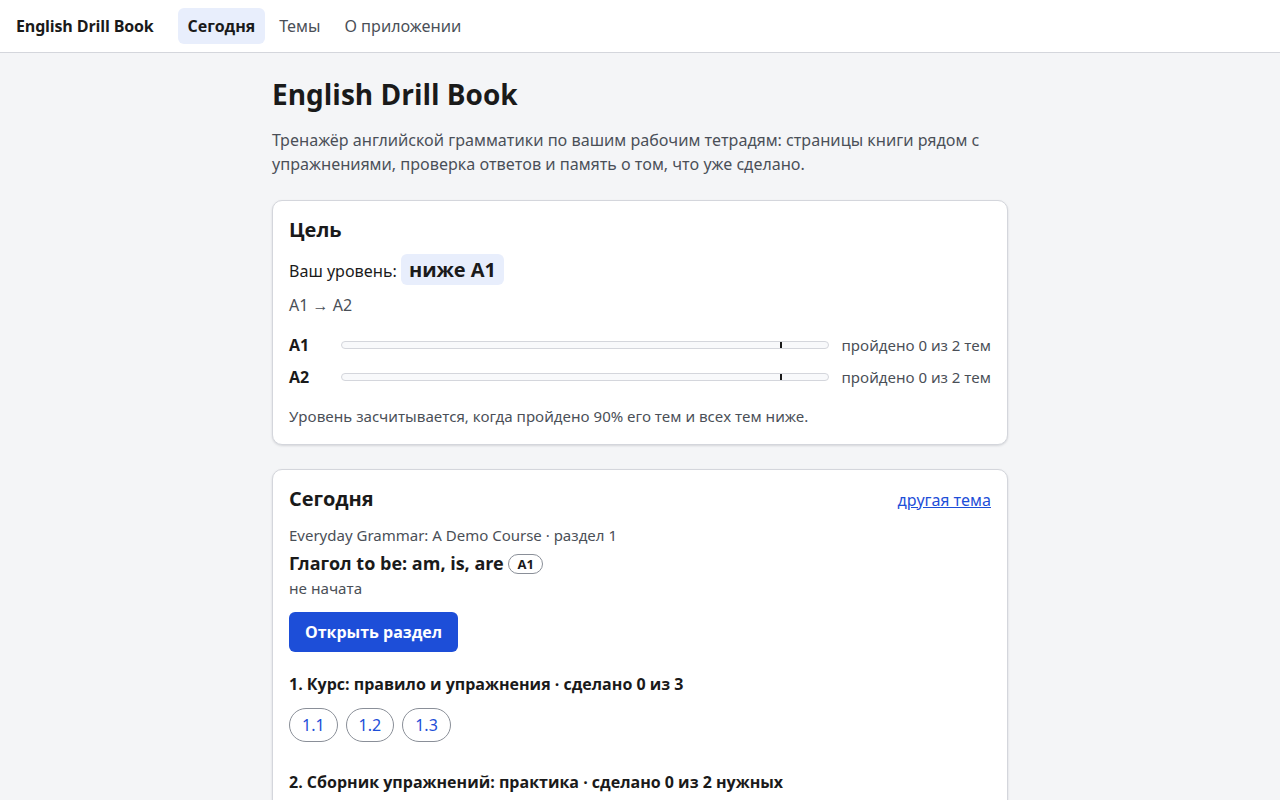 English Drill Book Сегодня Темы О приложении
English Drill Book
Тренажёр английской грамматики по вашим рабочим тетрадям: страницы книги рядом с
упражнениями, проверка ответов и память о том, что уже сделано.
Цель
Ваш уровень: ниже A1
A1 → A2
A1 пройдено 0 из 2 тем
A2 пройдено 0 из 2 тем
Уровень засчитывается, когда пройдено 90% его тем и всех тем ниже.
Сегодня другая тема
Everyday Grammar: A Demo Course · раздел 1
Глагол to be: am, is, are A1
не начата
Открыть раздел
1. Курс: правило и упражнения · сделано 0 из 3
1.1 1.2 1.3
2. Сборник упражнений: практика · сделано 0 из 2 нужных